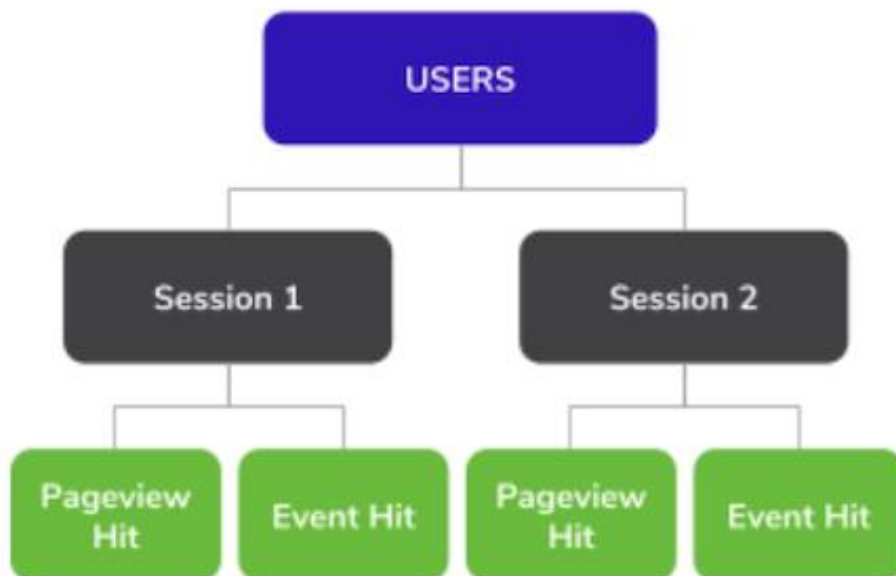 USERS
Session 1
Session 2
Pageview
Hit
Event Hit
Pageview
Hit
Event Hit